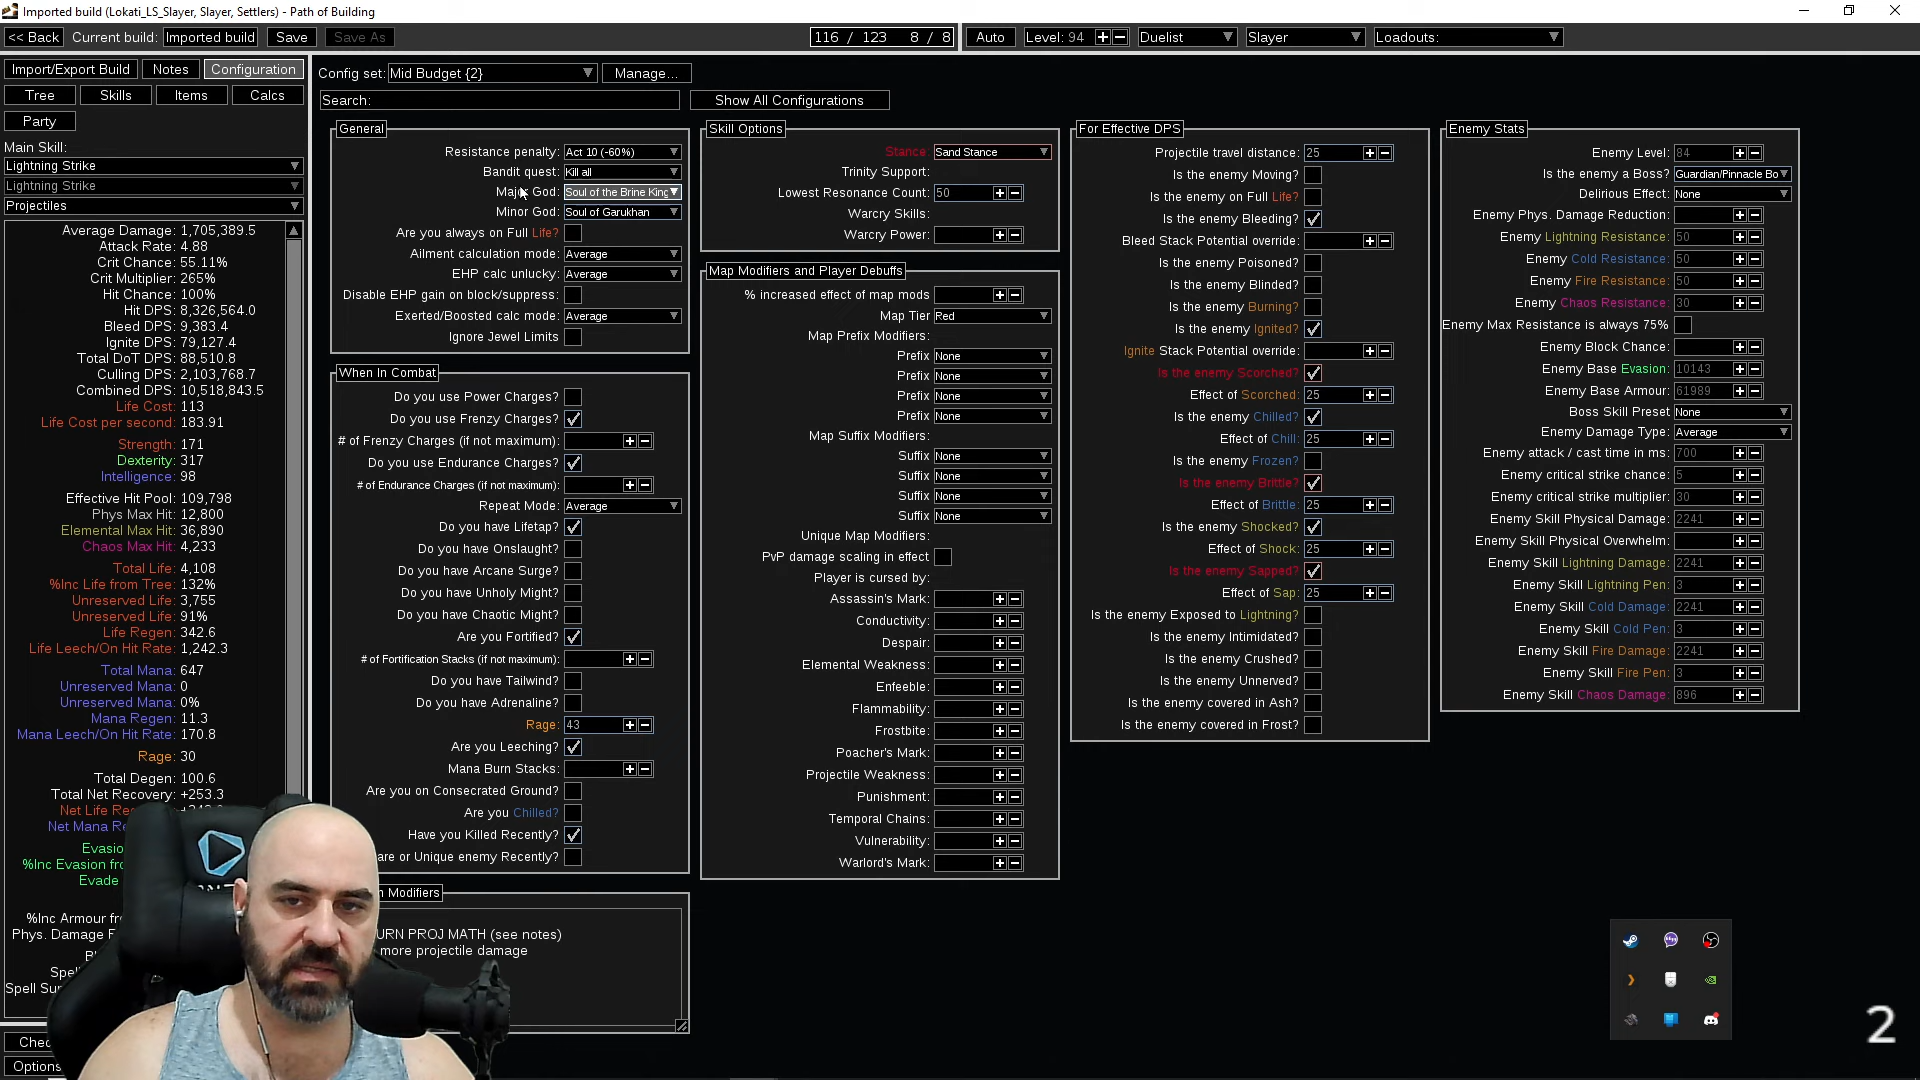 Imported build (Lokati_LS_Slayer, Slayer, Settlers) - Path of Building
<< Back
Current build:
Imported build
Save
Save As
116 / 123 8 / 8
Auto
Level: 94
Duelist
Slayer
Loadouts:
Import/Export Build
Notes
Configuration
Tree
Skills
Items
Calcs
Party
Main Skill:
Lightning Strike
Lightning Strike
Projectiles
Average Damage: 1,705,389.5
Attack Rate: 4.88
Crit Chance: 55.11%
Crit Multiplier: 265%
Hit Chance: 100%
Hit DPS: 8,326,564.0
Bleed DPS: 9,383.4
Ignite DPS: 79,127.4
Total DoT DPS: 88,510.8
Culling DPS: 2,103,768.7
Combined DPS: 10,518,843.5
Life Cost: 113
Life Cost per second: 183.91
Strength: 171
Dexterity: 317
Intelligence: 98
Effective Hit Pool: 109,798
Phys Max Hit: 12,800
Elemental Max Hit: 36,890
Chaos Max Hit: 4,233
Total Life: 4,108
%Inc Life from Tree: 132%
Unreserved Life: 3,755
Unreserved Life: 91%
Life Regen: 342.6
Life Leech/On Hit Rate: 1,242.3
Total Mana: 647
Unreserved Mana: 0
Unreserved Mana: 0%
Mana Regen: 11.3
Mana Leech/On Hit Rate: 170.8
Rage: 30
Total Degen: 100.6
Total Net Recovery: +253.3
Net Life
Net Mana
Evasion
%Inc Evasion
Evade
%Inc Armour
Phys. Damage
Spell
Options
Config set: Mid Budget {2}
Manage...
Search:
Show All Configurations
General
Resistance penalty: Act 10 (-60%)
Bandit quest: Kill all
Major God: Soul of the Brine King
Minor God: Soul of Garukhan
Are you always on Full Life?
Ailment calculation mode: Average
EHP calc unlucky: Average
Disable EHP gain on block/suppress:
Exerted/Boosted calc mode: Average
Ignore Jewel Limits
When In Combat
Do you use Power Charges?
Do you use Frenzy Charges?
# of Frenzy Charges (if not maximum):
Do you use Endurance Charges?
# of Endurance Charges (if not maximum):
Repeat Mode: Average
Do you have Lifetap?
Do you have Onslaught?
Do you have Arcane Surge?
Do you have Unholy Might?
Do you have Chaotic Might?
Are you Fortified?
# of Fortification Stacks (if not maximum):
Do you have Tailwind?
Do you have Adrenaline?
Rage: 43
Are you Leeching?
Mana Burn Stacks:
Are you on Consecrated Ground?
Are you Chilled?
Have you Killed Recently?
are or Unique enemy Recently?
Modifiers
URN PROJ MATH (see notes)
more projectile damage
Skill Options
Stance: Sand Stance
Trinity Support:
Lowest Resonance Count: 50
Warcry Skills:
Warcry Power:
Map Modifiers and Player Debuffs
% increased effect of map mods
Map Tier Red
Map Prefix Modifiers:
Prefix None
Prefix None
Prefix None
Prefix None
Map Suffix Modifiers:
Suffix None
Suffix None
Suffix None
Suffix None
Unique Map Modifiers:
PvP damage scaling in effect
Player is cursed by:
Assassin's Mark:
Conductivity:
Despair:
Elemental Weakness:
Enfeeble:
Flammability:
Frostbite:
Poacher's Mark:
Projectile Weakness:
Punishment:
Temporal Chains:
Vulnerability:
Warlord's Mark:
For Effective DPS
Projectile travel distance: 25
Is the enemy Moving?
Is the enemy on Full Life?
Is the enemy Bleeding?
Bleed Stack Potential override:
Is the enemy Poisoned?
Is the enemy Blinded?
Is the enemy Burning?
Is the enemy Ignited?
Ignite Stack Potential override:
Is the enemy Scorched?
Effect of Scorched: 25
Is the enemy Chilled?
Effect of Chill: 25
Is the enemy Frozen?
Is the enemy Brittle?
Effect of Brittle: 25
Is the enemy Shocked?
Effect of Shock: 25
Is the enemy Sapped?
Effect of Sap: 25
Is the enemy Exposed to Lightning?
Is the enemy Intimidated?
Is the enemy Crushed?
Is the enemy Unnerved?
Is the enemy covered in Ash?
Is the enemy covered in Frost?
Enemy Stats
Enemy Level: 84
Is the enemy a Boss? Guardian/Pinnacle Bo
Delirious Effect: None
Enemy Phys. Damage Reduction:
Enemy Lightning Resistance: 50
Enemy Cold Resistance: 50
Enemy Fire Resistance: 50
Enemy Chaos Resistance: 30
Enemy Max Resistance is always 75%
Enemy Block Chance:
Enemy Base Evasion: 10143
Enemy Base Armour: 61989
Boss Skill Preset None
Enemy Damage Type: Average
Enemy attack / cast time in ms: 700
Enemy critical strike chance: 5
Enemy critical strike multiplier: 30
Enemy Skill Physical Damage: 2241
Enemy Skill Physical Overwhelm:
Enemy Skill Lightning Damage: 2241
Enemy Skill Lightning Pen: 3
Enemy Skill Cold Damage: 2241
Enemy Skill Cold Pen: 3
Enemy Skill Fire Damage: 2241
Enemy Skill Fire Pen: 3
Enemy Skill Chaos Damage: 896
2